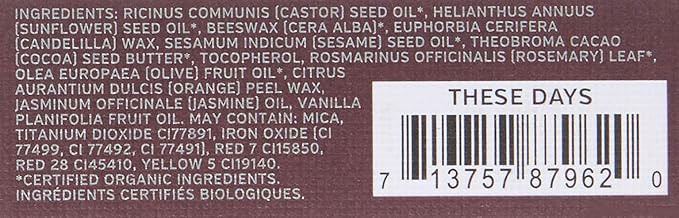 INGREDIENTS: RICINUS COMMUNIS (CASTOR) SEED OIL*, HELIANTHUS ANNUUS
(SUNFLOWER) SEED OIL*, BEESWAX (CERA ALBA)*, EUPHORBIA CERIFERA
(CANDELILLA) WAX, SESAMUM INDICUM (SESAME) SEED OIL*, THEOBROMA CACAO
(COCOA) SEED BUTTER*, TOCOPHEROL, ROSMARINUS OFFICINALIS (ROSEMARY) LEAF*,
OLEA EUROPAEA (OLIVE) FRUIT OIL*, CITRUS
AURANTIUM DULCIS (ORANGE) PEEL WAX,
JASMINUM OFFICINALE (JASMINE) OIL, VANILLA
PLANIFOLIA FRUIT OIL. MAY CONTAIN: MICA,
TITANIUM DIOXIDE CI77891, IRON OXIDE (CI
77499, CI 77492, CI 77491), RED 7 CI15850,
RED 28 CI45410, YELLOW 5 CI19140.
*CERTIFIED ORGANIC INGREDIENTS.
INGRÉDIENTS CERTIFIÉS BIOLOGIQUES.
THESE DAYS
7 13757 87962 0